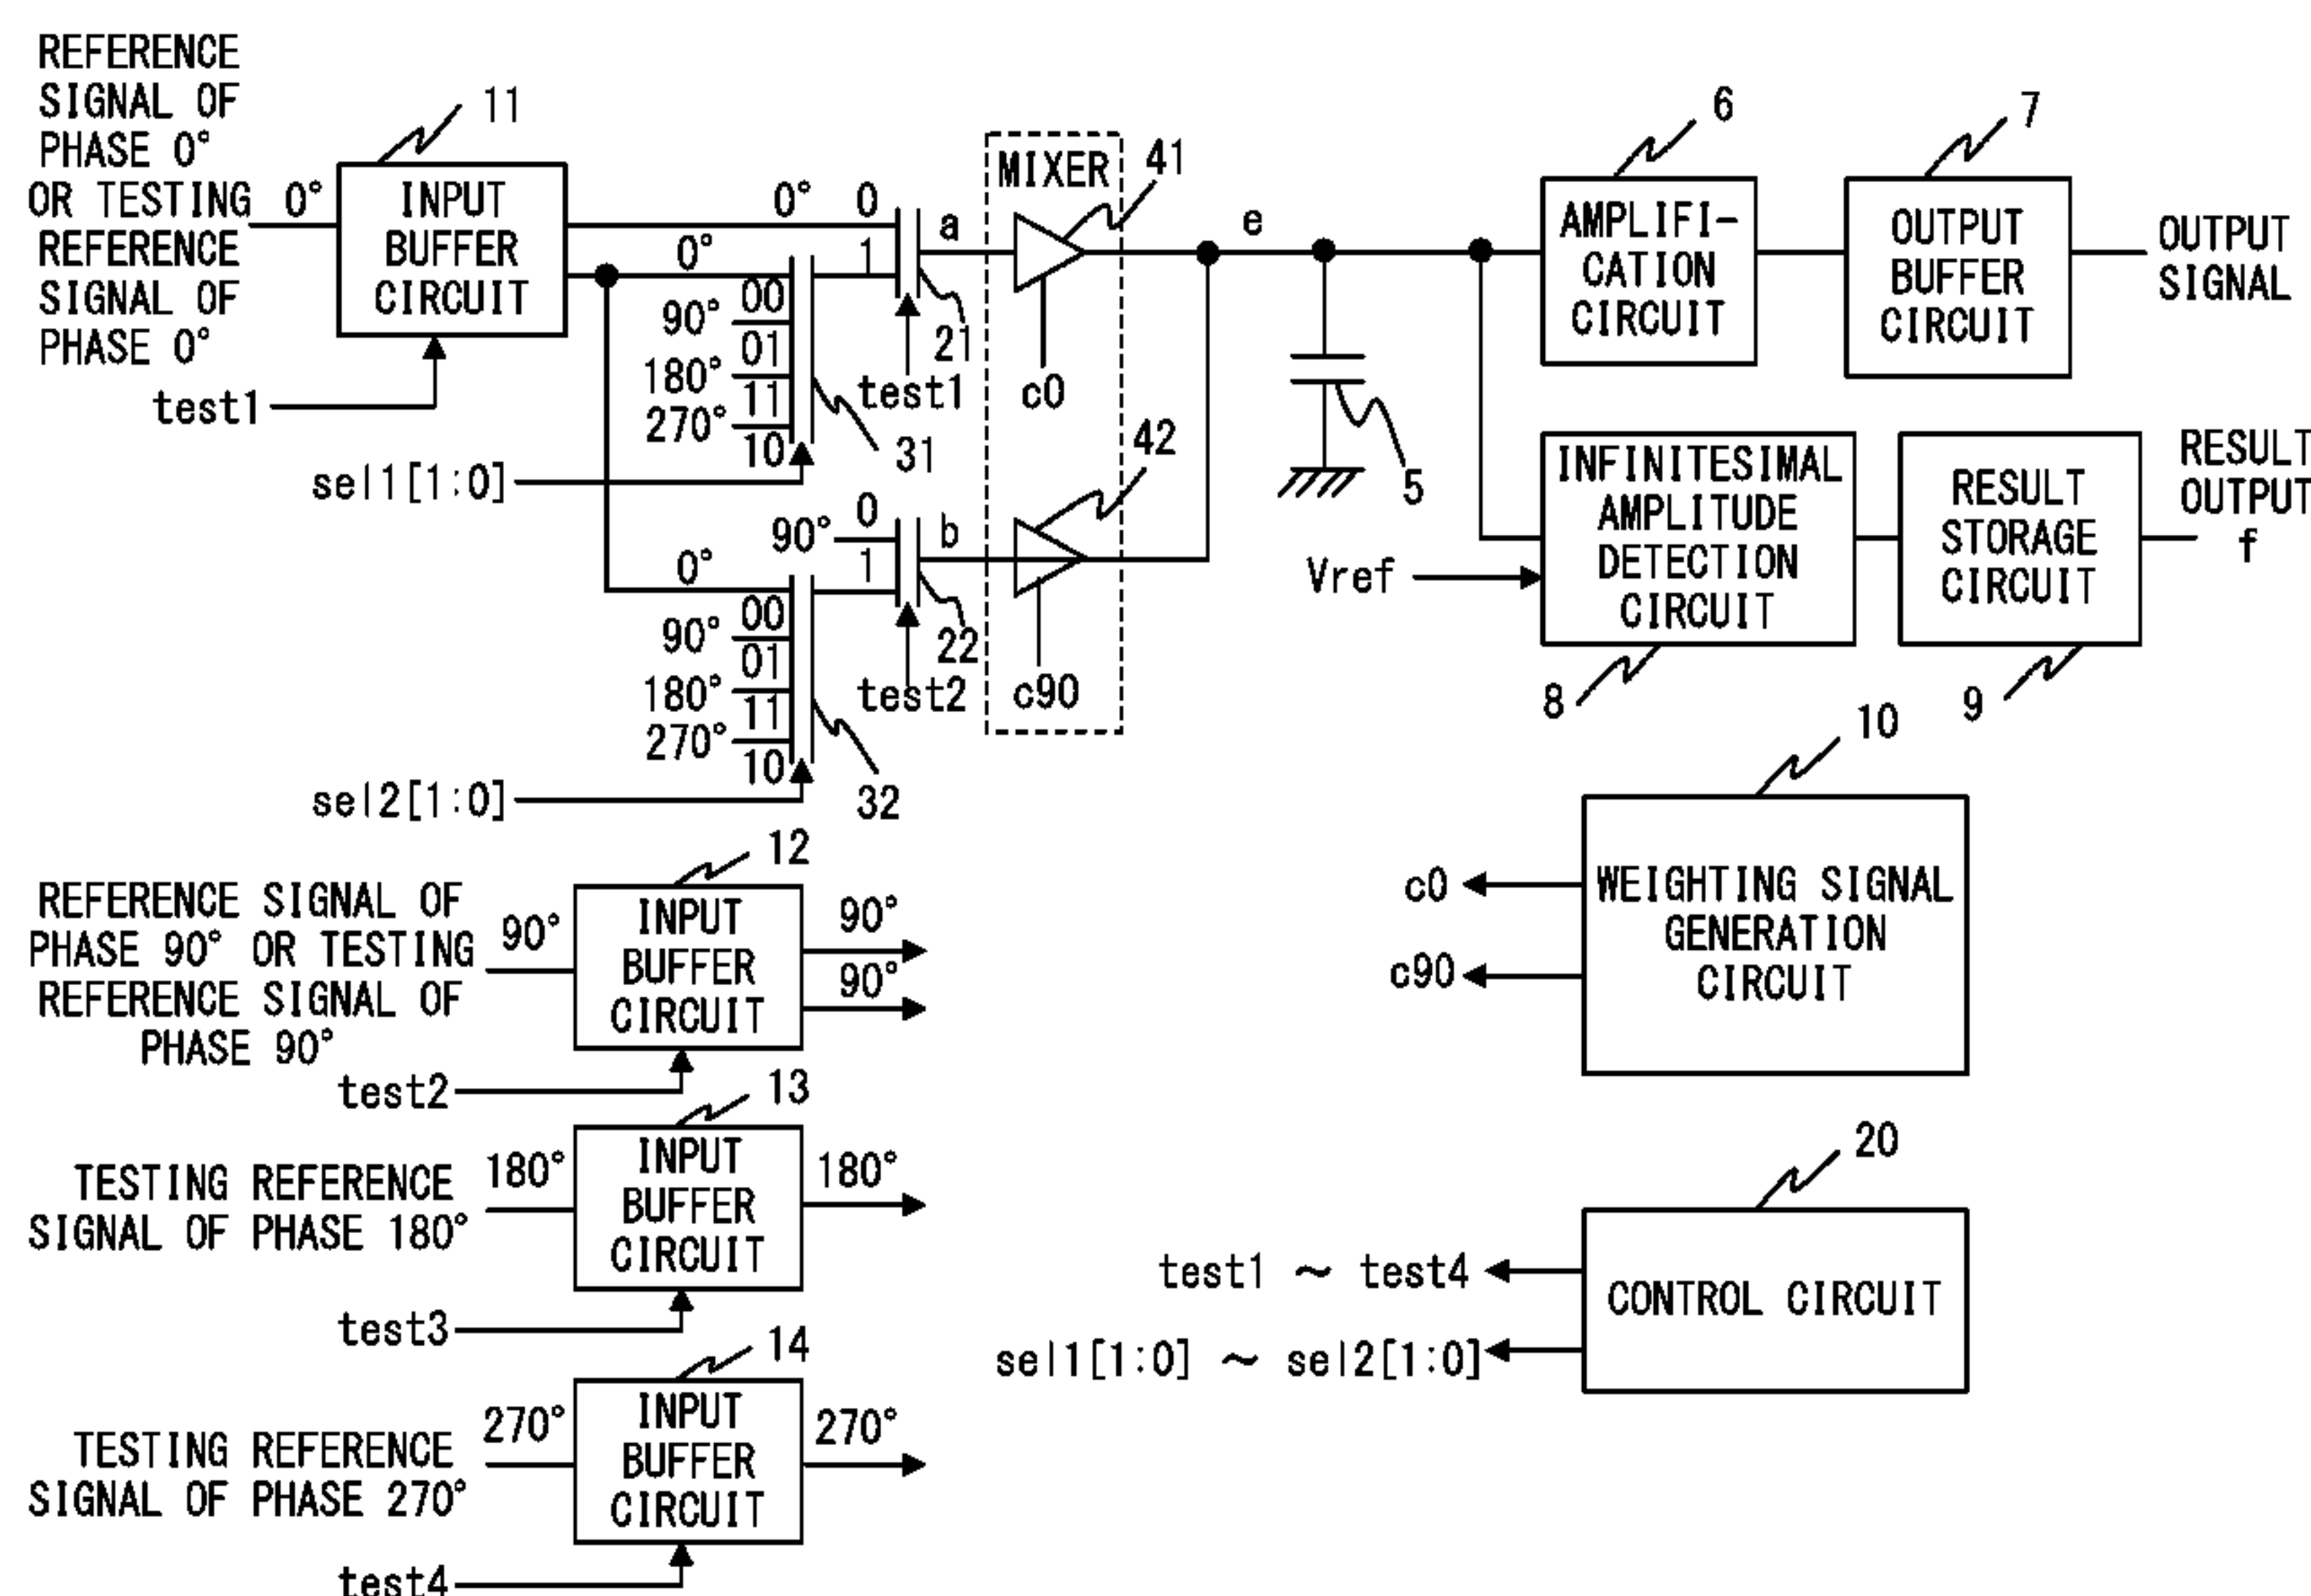 REFERENCE
SIGNAL OF
PHASE 0°
OR TESTING
REFERENCE
SIGNAL OF
PHASE 0°
0°
11
INPUT
BUFFER
CIRCUIT
test1
0°
0
0°
1
00
90°
01
180°
11
270°
10
sel1[1:0]
31
a
21
test1
MIXER
41
c0
e
5
6
AMPLIFI-
CATION
CIRCUIT
7
OUTPUT
BUFFER
CIRCUIT
OUTPUT
SIGNAL
0°
00
90°
01
180°
11
270°
10
sel2[1:0]
32
90°
0
1
b
22
test2
42
c90
Vref
INFINITESIMAL
AMPLITUDE
DETECTION
CIRCUIT
8
RESULT
STORAGE
CIRCUIT
9
RESULT
OUTPUT
f
12
REFERENCE SIGNAL OF
PHASE 90° OR TESTING
REFERENCE SIGNAL OF
PHASE 90°
90°
INPUT
BUFFER
CIRCUIT
90°
90°
test2
13
TESTING REFERENCE
SIGNAL OF PHASE 180°
180°
INPUT
BUFFER
CIRCUIT
180°
test3
14
TESTING REFERENCE
SIGNAL OF PHASE 270°
270°
INPUT
BUFFER
CIRCUIT
270°
test4
10
c0
c90
WEIGHTING SIGNAL
GENERATION
CIRCUIT
20
test1 ~ test4
sel1[1:0] ~ sel2[1:0]
CONTROL CIRCUIT